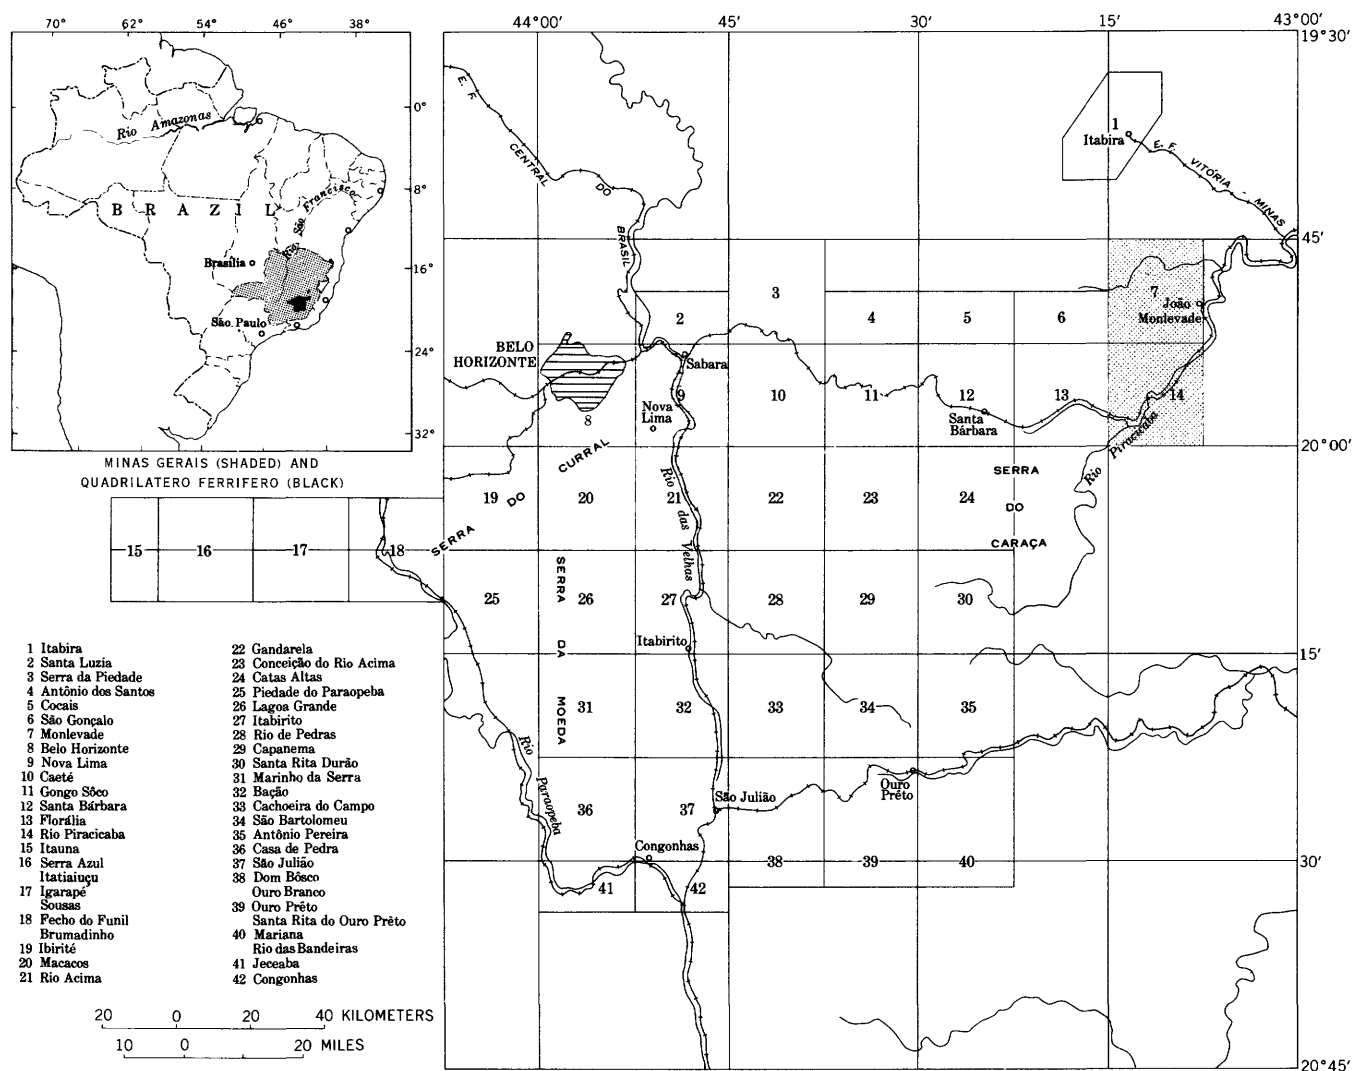 70° 62° 54° 46° 38°
0°
8°
16°
24°
32°
Rio Amazonas
BRAZIL
Rio São Francisco
Brasília
São Paulo
MINAS GERAIS (SHADED) AND
QUADRILATERO FERRIFERO (BLACK)
44°00' 45' 30' 15' 43°00'
19°30'
45'
20°00'
15'
30'
20°45'
E. F. CENTRAL DO BRASIL
1
Itabira
E. F. VITÓRIA - MINAS
2
3
4
5
6
7
João
Monlevade
BELO
HORIZONTE
Sabara
8
9
Nova
Lima
10
11
12
Santa
Bárbara
13
14
Rio Piracicaba
SERRA DO CURRAL
15
16
17
18
19
20
21
Rio das Velhas
22
23
24
SERRA
DO
CARAÇA
25
SERRA DA MOEDA
26
27
28
29
30
Itabirito
31
32
33
34
35
Rio Paraopeba
36
37
São Julião
Ouro
Prêto
Congonhas
38
39
40
41
42
1 Itabira
2 Santa Luzia
3 Serra da Piedade
4 Antônio dos Santos
5 Cocais
6 São Gonçalo
7 Monlevade
8 Belo Horizonte
9 Nova Lima
10 Caeté
11 Gongo Sôco
12 Santa Bárbara
13 Florália
14 Rio Piracicaba
15 Itauna
16 Serra Azul
Itatiaiuçu
17 Igarapé
Sousas
18 Fecho do Funil
Brumadinho
19 Ibirité
20 Macacos
21 Rio Acima
22 Gandarela
23 Conceição do Rio Acima
24 Catas Altas
25 Piedade do Paraopeba
26 Lagoa Grande
27 Itabirito
28 Rio de Pedras
29 Capanema
30 Santa Rita Durão
31 Marinho da Serra
32 Bação
33 Cachoeira do Campo
34 São Bartolomeu
35 Antônio Pereira
36 Casa de Pedra
37 São Julião
38 Dom Bôsco
Ouro Branco
39 Ouro Prêto
Santa Rita do Ouro Prêto
40 Mariana
Rio das Bandeiras
41 Jeceaba
42 Congonhas
20 0 20 40 KILOMETERS
10 0 20 MILES